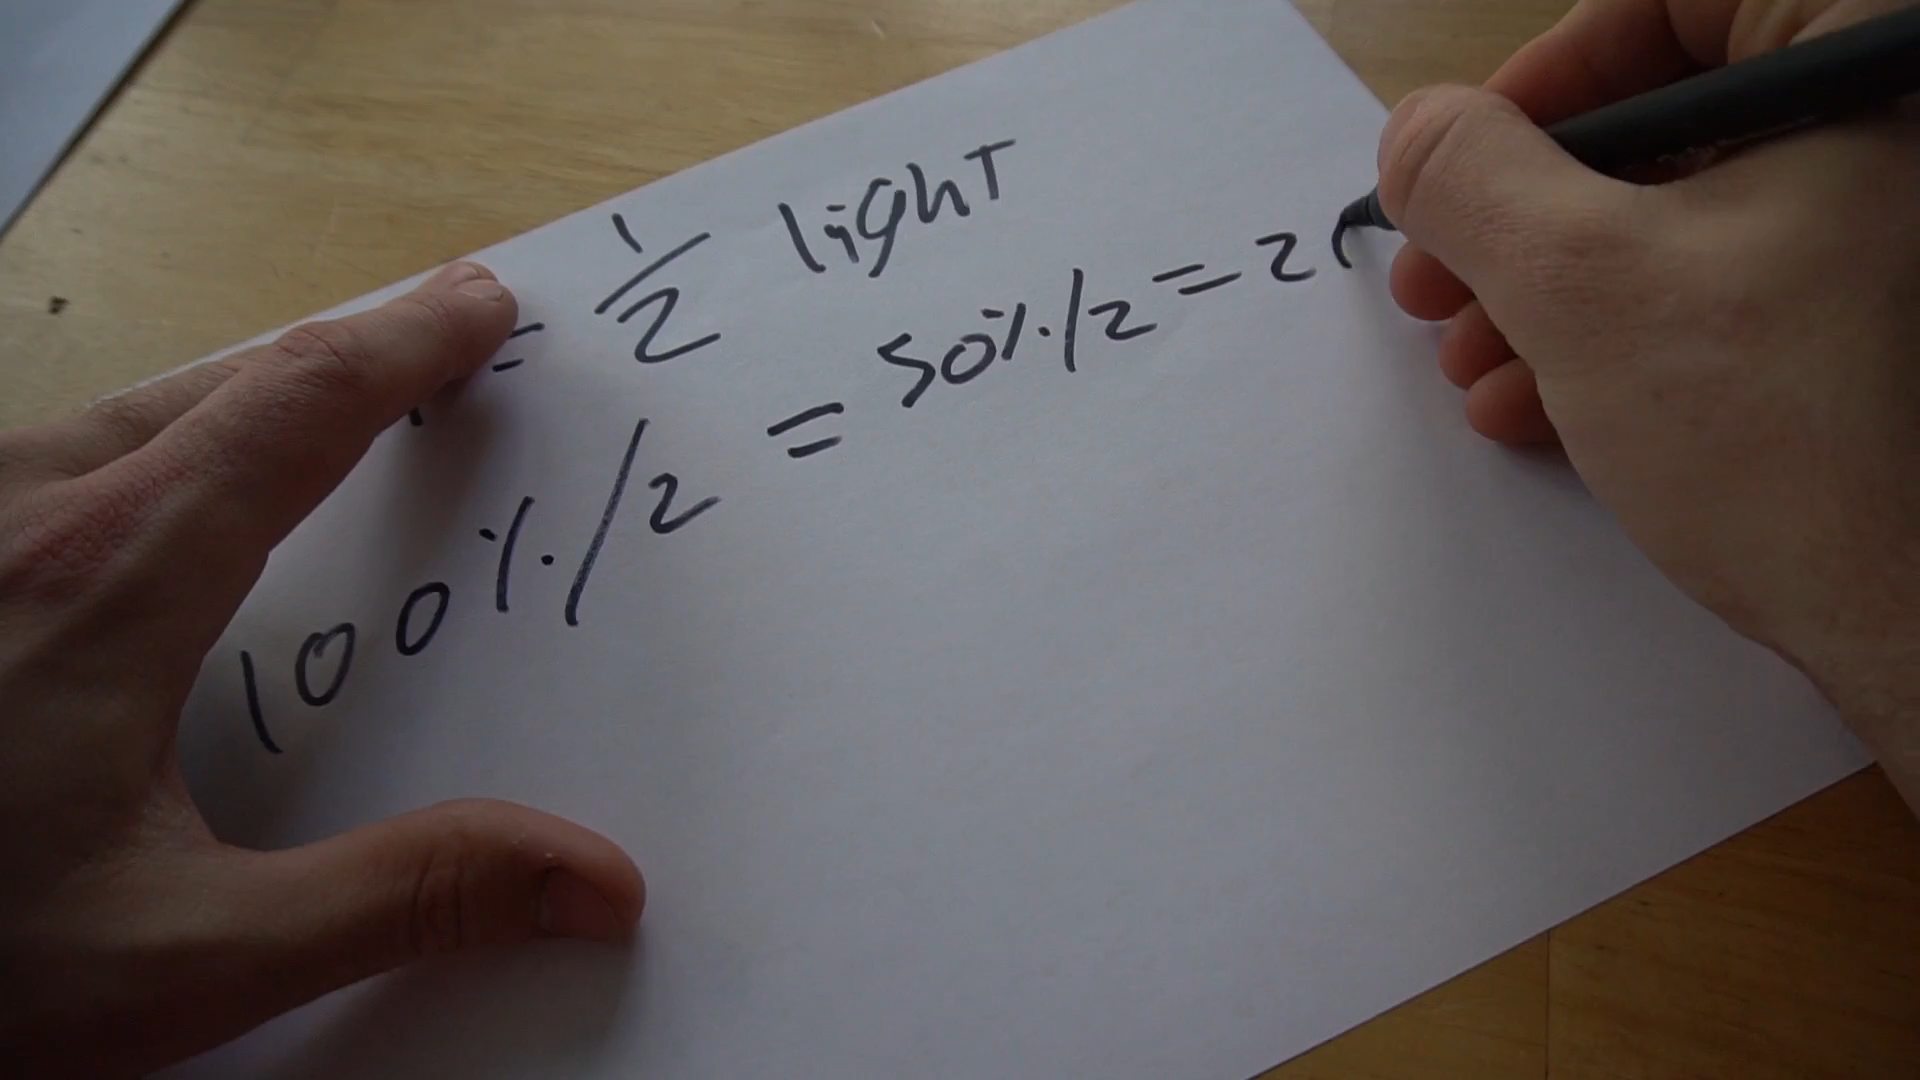 = 1/2 light
100%/2 = 50%/2 = 2